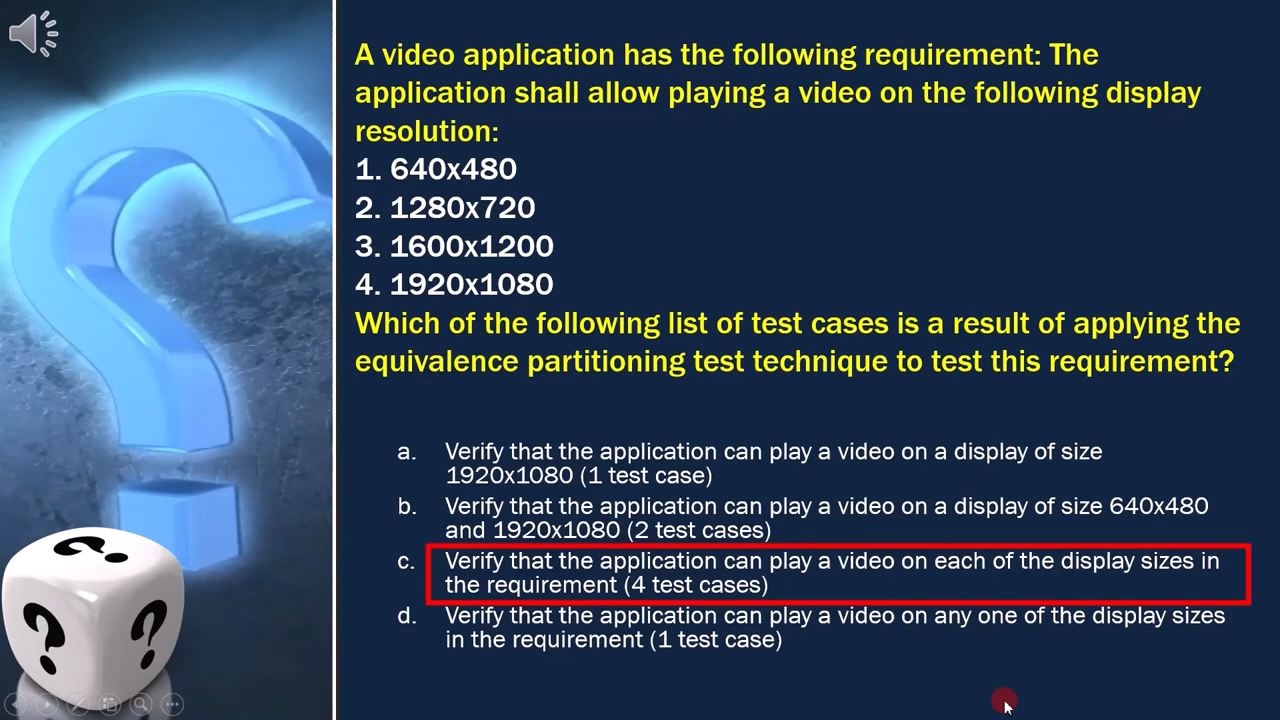 A video application has the following requirement: The
application shall allow playing a video on the following display
resolution:
1. 640x480
2. 1280x720
3. 1600x1200
4. 1920x1080
Which of the following list of test cases is a result of applying the
equivalence partitioning test technique to test this requirement?
a. Verify that the application can play a video on a display of size
1920x1080 (1 test case)
b. Verify that the application can play a video on a display of size 640x480
and 1920x1080 (2 test cases)
c. Verify that the application can play a video on each of the display sizes in
the requirement (4 test cases)
d. Verify that the application can play a video on any one of the display sizes
in the requirement (1 test case)